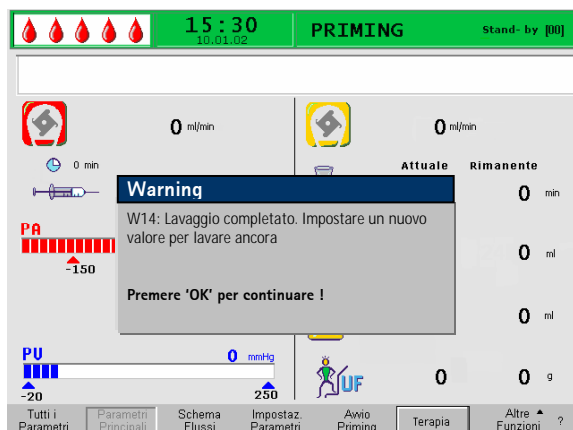 15:30
10.01.02
PRIMING
Stand- by [00]
0 ml/min
0 ml/min
0 min
Attuale Rimanente
0 min
Warning
W14: Lavaggio completato. Impostare un nuovo
valore per lavare ancora
Premere 'OK' per continuare !
PA
-150
0 ml
0 ml
PV
0 mmHg
-20
250
UF
0
0 g
Tutti i
Parametri
Parametri
Principali
Schema
Flussi
Impostaz.
Parametri
Avvio
Priming
Terapia
Altre
Funzioni
?